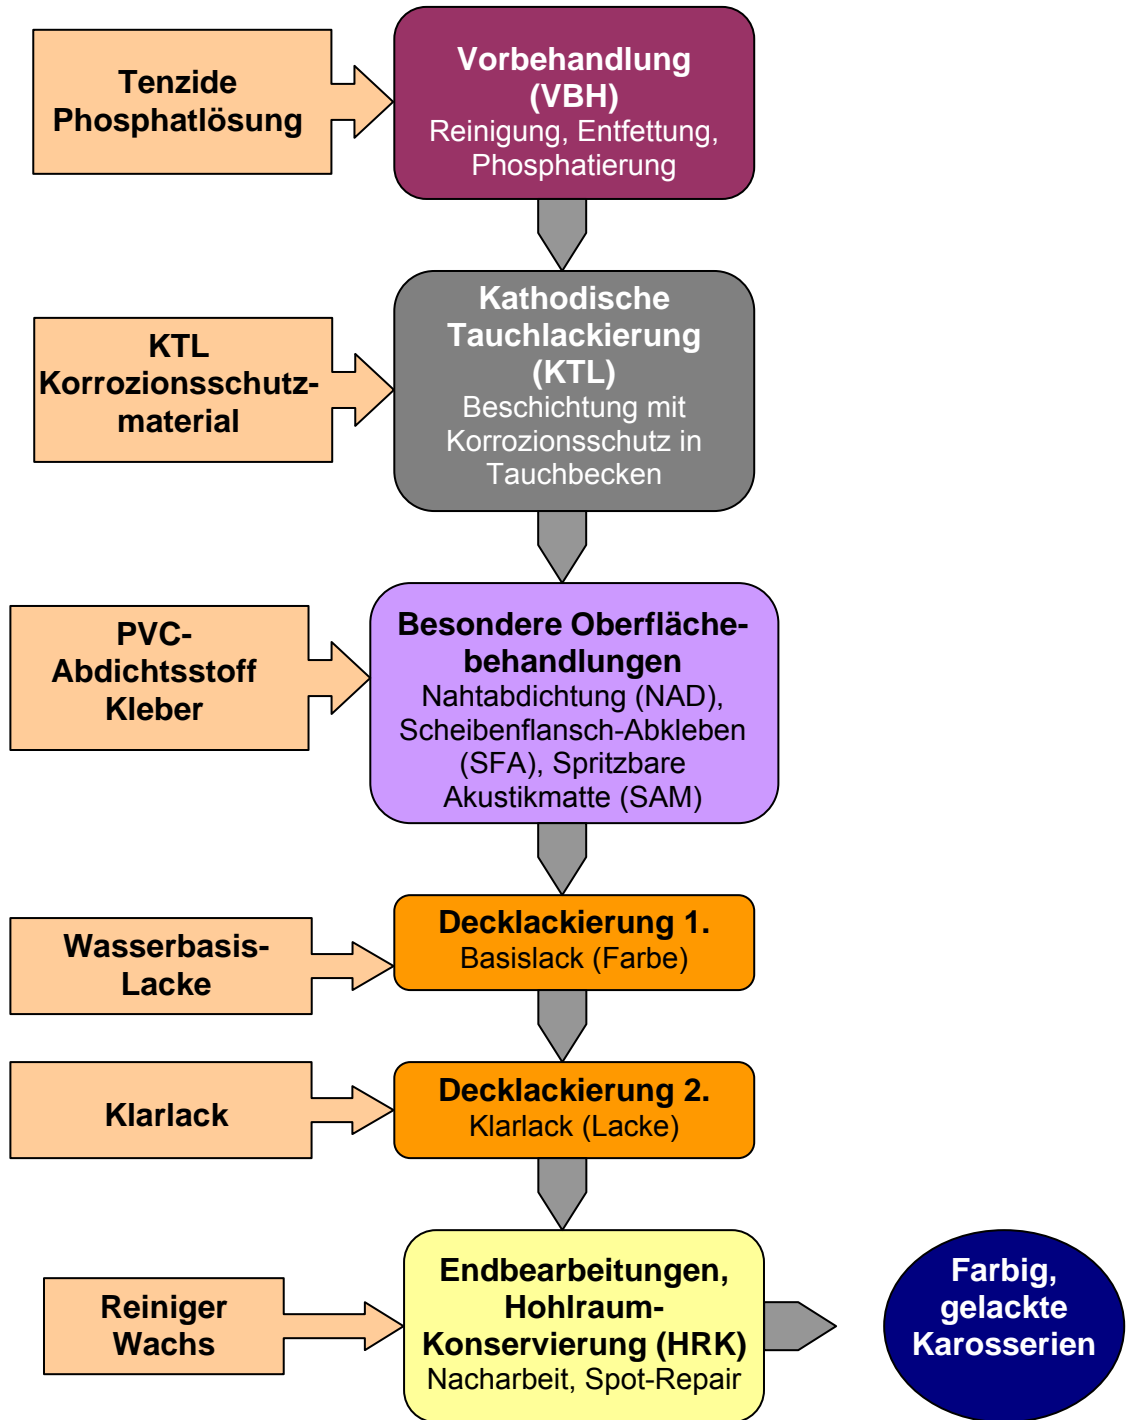 Tenzide
Phosphatlösung
Vorbehandlung
(VBH)
Reinigung, Entfettung,
Phosphatierung
KTL
Korrozionsschutz-
material
Kathodische
Tauchlackierung
(KTL)
Beschichtung mit
Korrozionsschutz in
Tauchbecken
PVC-
Abdichtsstoff
Kleber
Besondere Oberfläche-
behandlungen
Nahtabdichtung (NAD),
Scheibenflansch-Abkleben
(SFA), Spritzbare
Akustikmatte (SAM)
Wasserbasis-
Lacke
Decklackierung 1.
Basislack (Farbe)
Klarlack
Decklackierung 2.
Klarlack (Lacke)
Reiniger
Wachs
Endbearbeitungen,
Hohlraum-
Konservierung (HRK)
Nacharbeit, Spot-Repair
Farbig,
gelackte
Karosserien